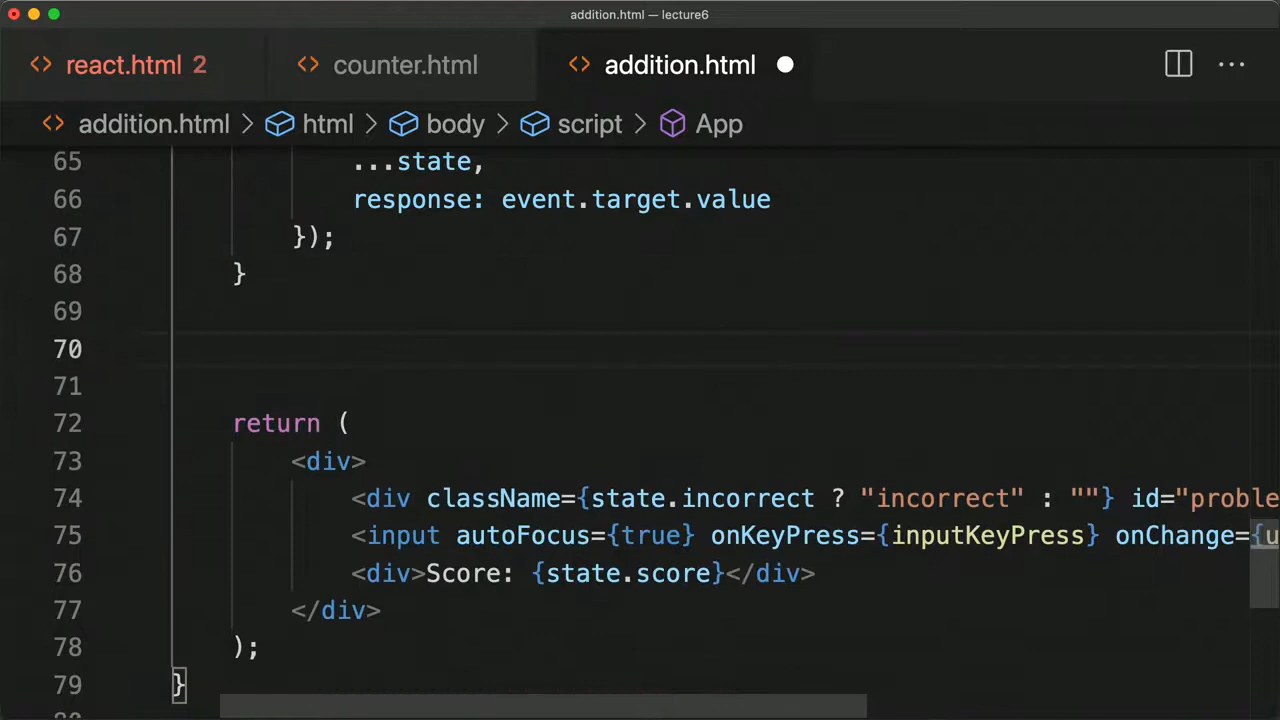 addition.html — lecture6
react.html 2 counter.html addition.html
addition.html > html > body > script > App
65 ...state,
66 response: event.target.value
67 });
68 }
69
70
71
72 return (
73 <div>
74 <div className={state.incorrect ? "incorrect" : ""} id="proble
75 <input autoFocus={true} onKeyPress={inputKeyPress} onChange={u
76 <div>Score: {state.score}</div>
77 </div>
78 );
79 }